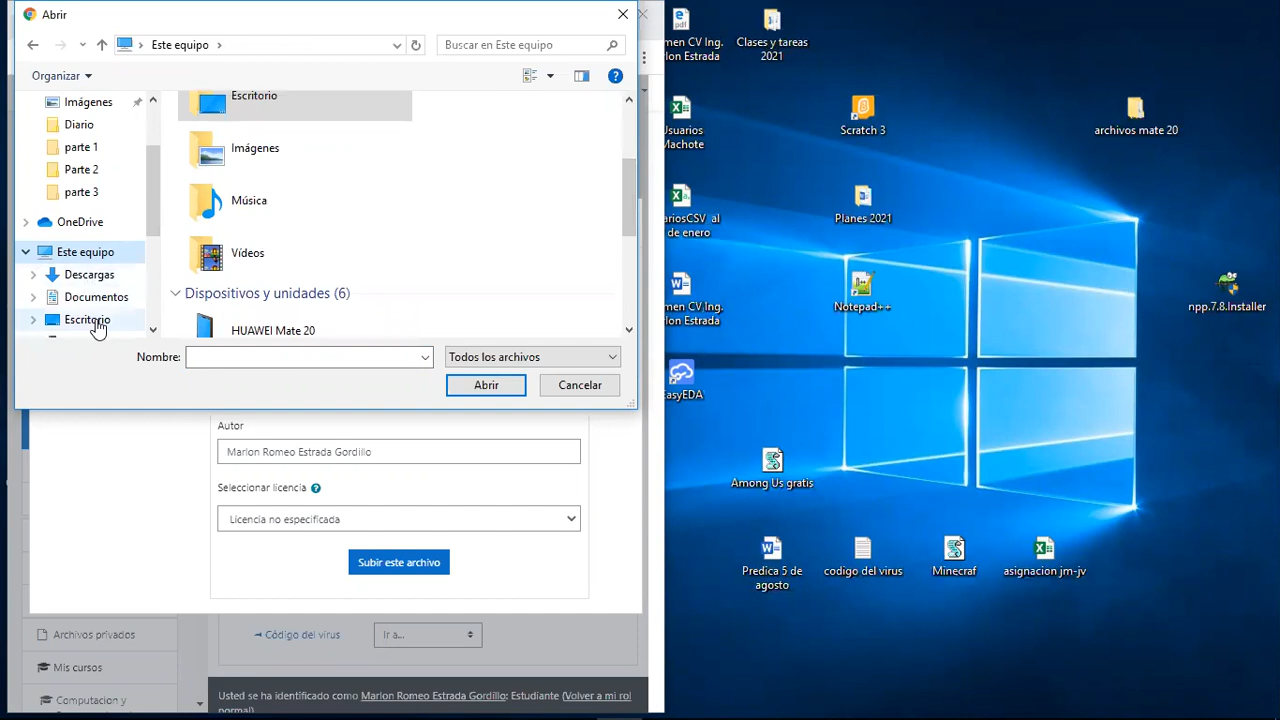 Abrir
Este equipo
Buscar en Este equipo
Organizar
Imágenes
Diario
parte 1
Parte 2
parte 3
OneDrive
Este equipo
Descargas
Documentos
Escritorio
Escritorio
Imágenes
Música
Vídeos
Dispositivos y unidades (6)
HUAWEI Mate 20
Nombre:
Todos los archivos
Abrir
Cancelar
Autor
Marlon Romeo Estrada Gordillo
Seleccionar licencia
Licencia no especificada
Subir este archivo
Archivos privados
Mis cursos
Computacion y
Código del virus
Ir a...
Usted se ha identificado como Marlon Romeo Estrada Gordillo: Estudiante (Volver a mi rol
normal)
pdf
men CV Ing.
lon Estrada
Clases y tareas
2021
Usuarios
Machote
Scratch 3
archivos mate 20
ariosCSV al
de enero
Planes 2021
men CV Ing.
lon Estrada
Notepad++
npp.7.8.Installer
asyEDA
Among Us gratis
Predica 5 de
agosto
codigo del virus
Minecraf
asignacion jm-jv